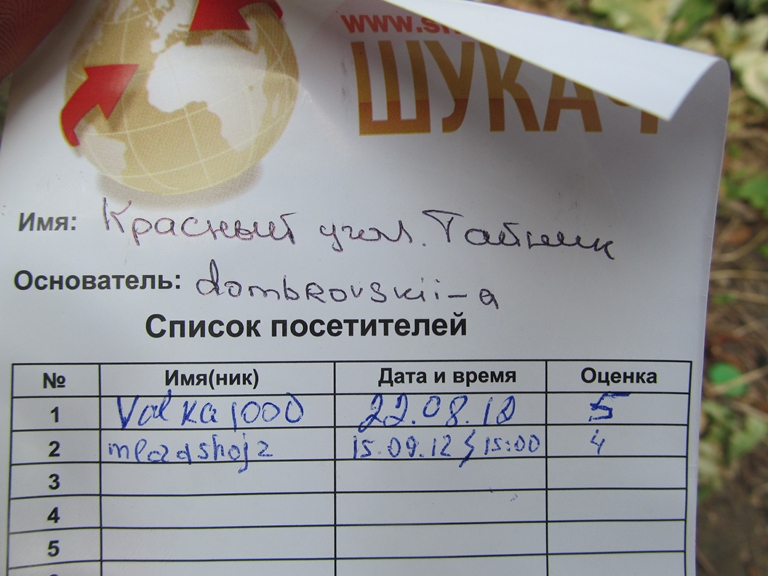 www.sh
ШУКАЧ
Имя: Красный угол. Тайник
Основатель: dombrovskii-a
Список посетителей
№ Имя(ник) Дата и время Оценка
1 Valka1000 22.08.12 5
2 mladshoj2 15.09.12 15:00 4
3
4
5